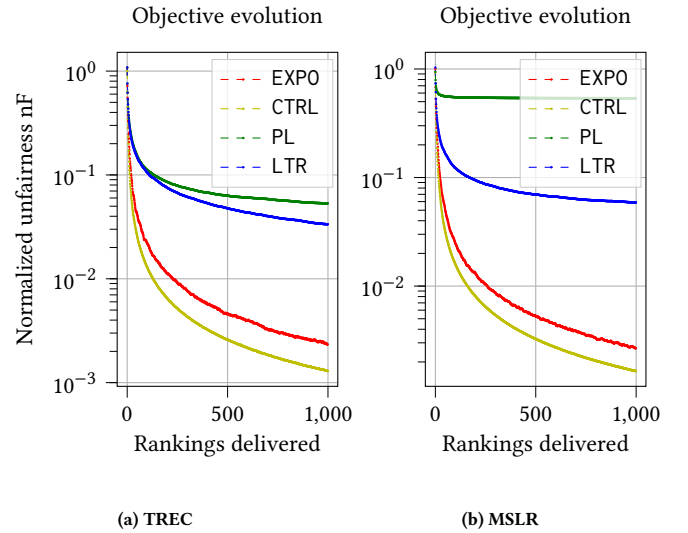 Objective evolution
Normalized unfairness nF
10^0
10^−1
10^−2
10^−3
EXPO
CTRL
PL
LTR
0
500
1,000
Rankings delivered
(a) TREC
Objective evolution
10^0
10^−1
10^−2
EXPO
CTRL
PL
LTR
0
500
1,000
Rankings delivered
(b) MSLR